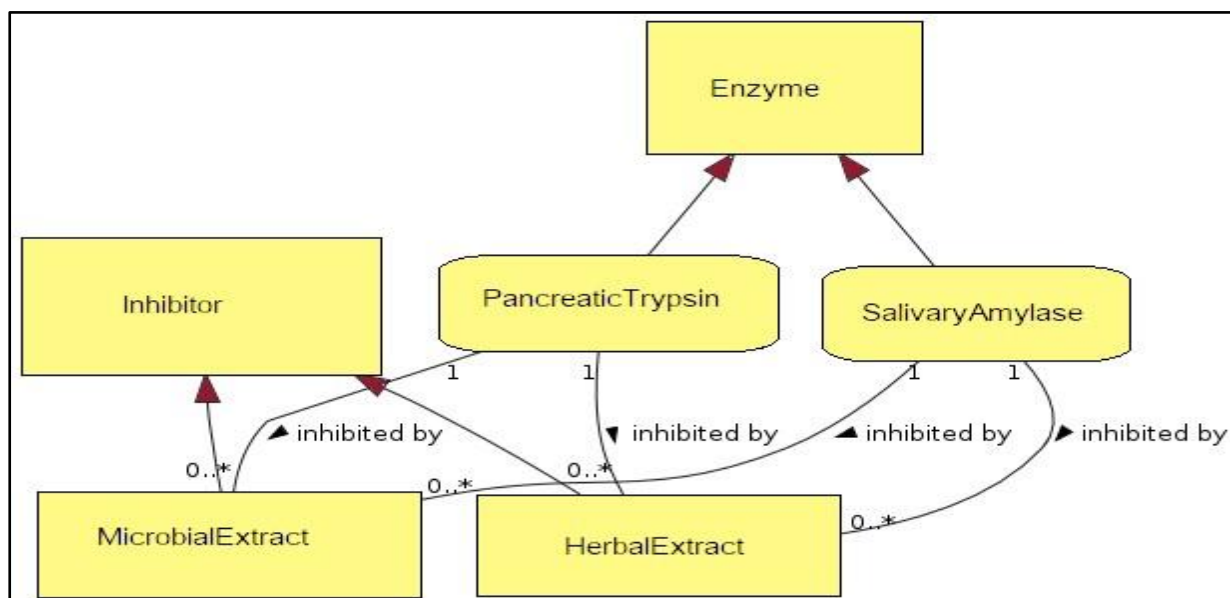 Enzyme
Inhibitor
PancreaticTrypsin
SalivaryAmylase
1
1
1
1
inhibited by
inhibited by
inhibited by
inhibited by
0..*
0..*
0..*
0..*
MicrobialExtract
HerbalExtract